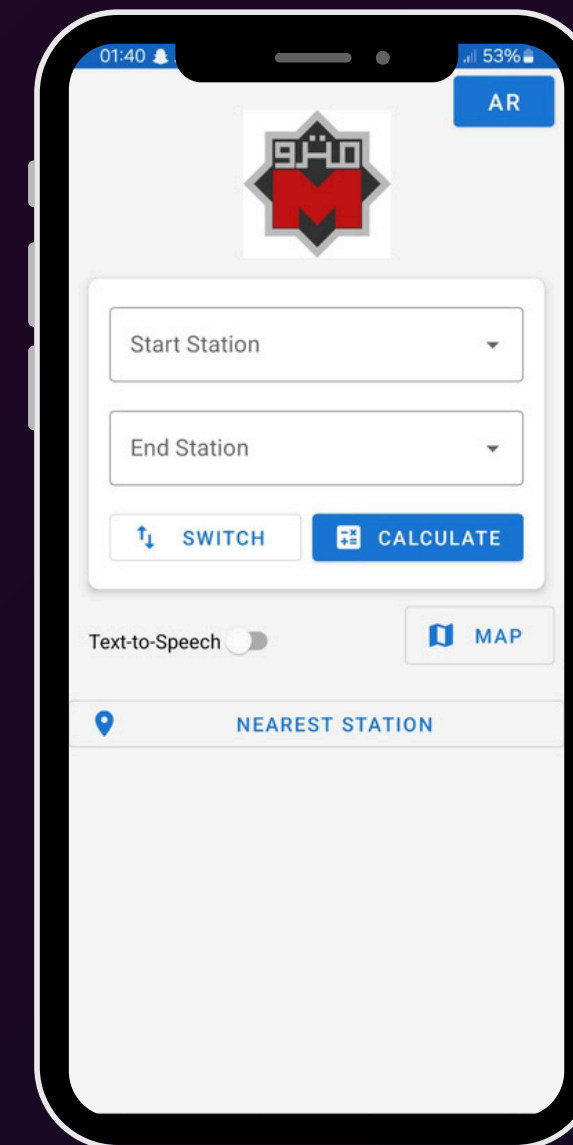 01:40
53%
AR
مترو
M
Start Station
End Station
SWITCH
CALCULATE
Text-to-Speech
MAP
NEAREST STATION